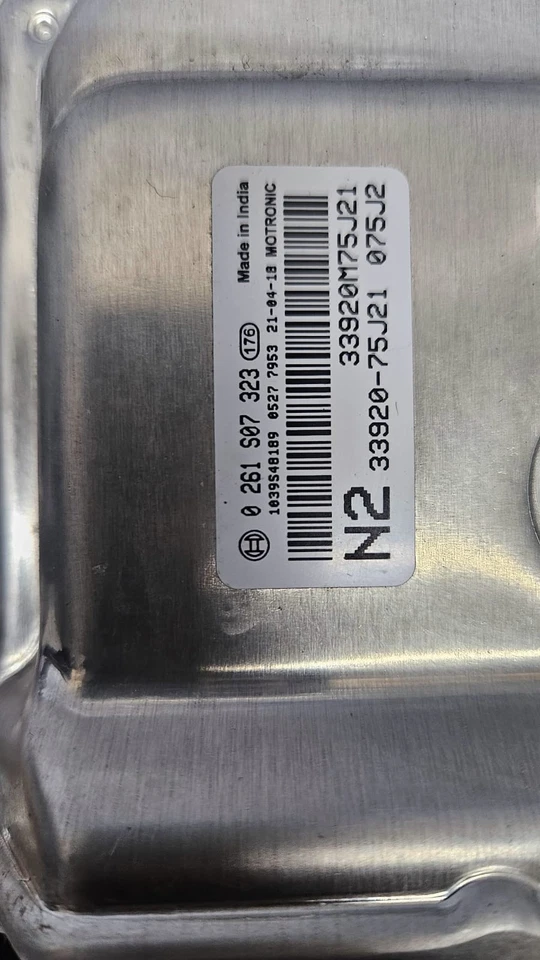 0 261 S07 323 176 Made in India
1039S48189 0527 7953 21-04-18 MOTRONIC
N2 33920M75J21
33920-75J21 075J2